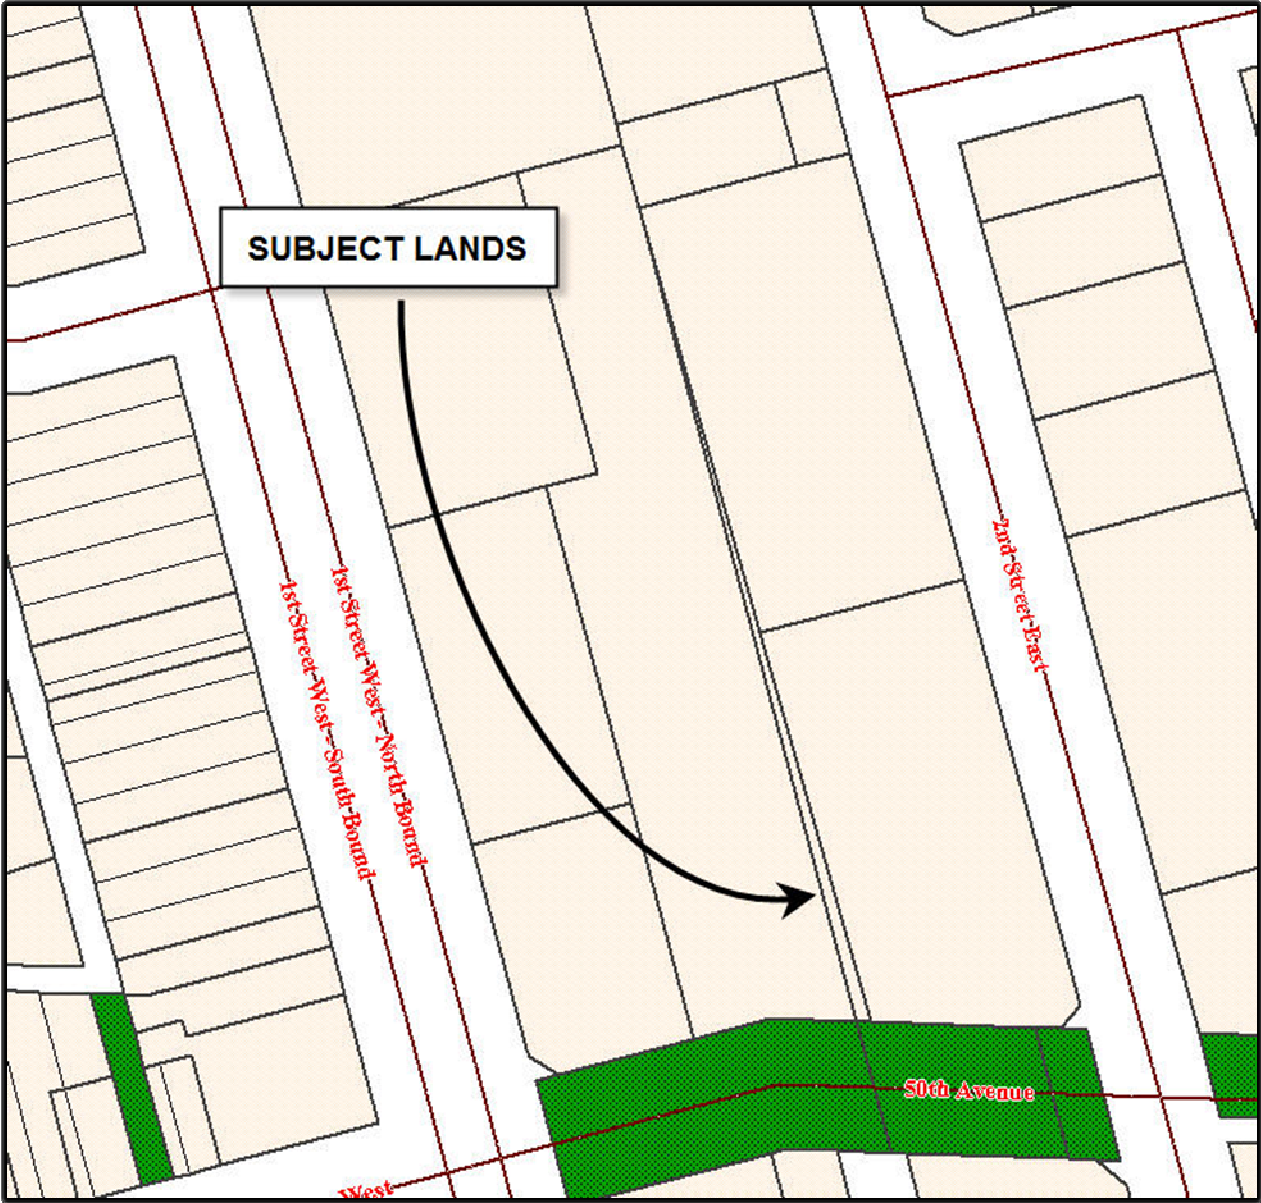 SUBJECT LANDS
1st Street West - South Bound
1st Street West - North Bound
2nd Street East
50th Avenue
West